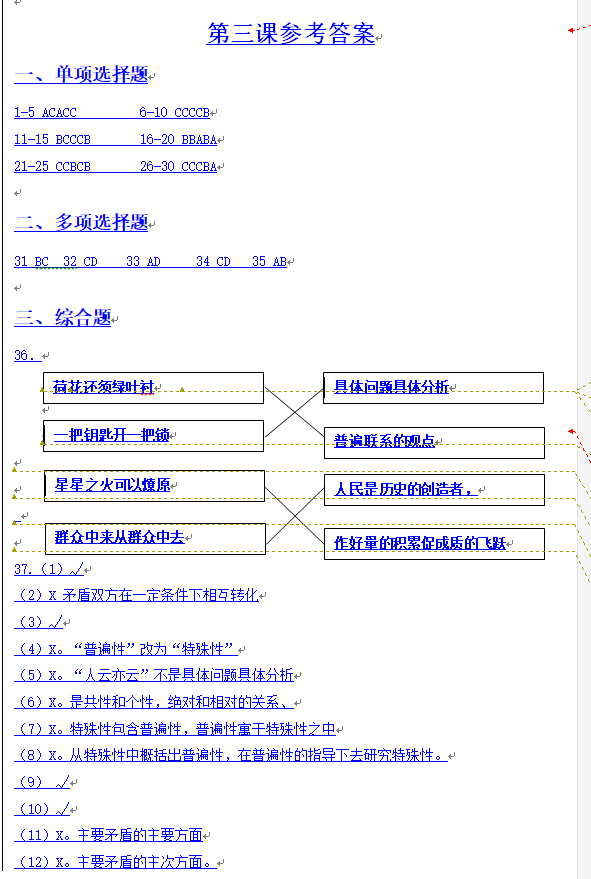 第三课参考答案
一、单项选择题
1-5 ACACC 6-10 CCCCB
11-15 BCCCB 16-20 BBABA
21-25 CCBCB 26-30 CCCBA
二、多项选择题
31 BC 32 CD 33 AD 34 CD 35 AB
三、综合题
36.
荷花还须绿叶衬 具体问题具体分析
一把钥匙开一把锁 普遍联系的观点
星星之火可以燎原 人民是历史的创造者，
群众中来从群众中去 作好量的积累促成质的飞跃
37.（1）√
（2）X 矛盾双方在一定条件下相互转化
（3）√
（4）X。“普遍性”改为“特殊性”
（5）X。“人云亦云”不是具体问题具体分析
（6）X。是共性和个性，绝对和相对的关系、
（7）X。特殊性包含普遍性，普遍性寓于特殊性之中
（8）X。从特殊性中概括出普遍性，在普遍性的指导下去研究特殊性。
（9） √
（10）√
（11）X。主要矛盾的主要方面
（12）X。主要矛盾的主次方面。